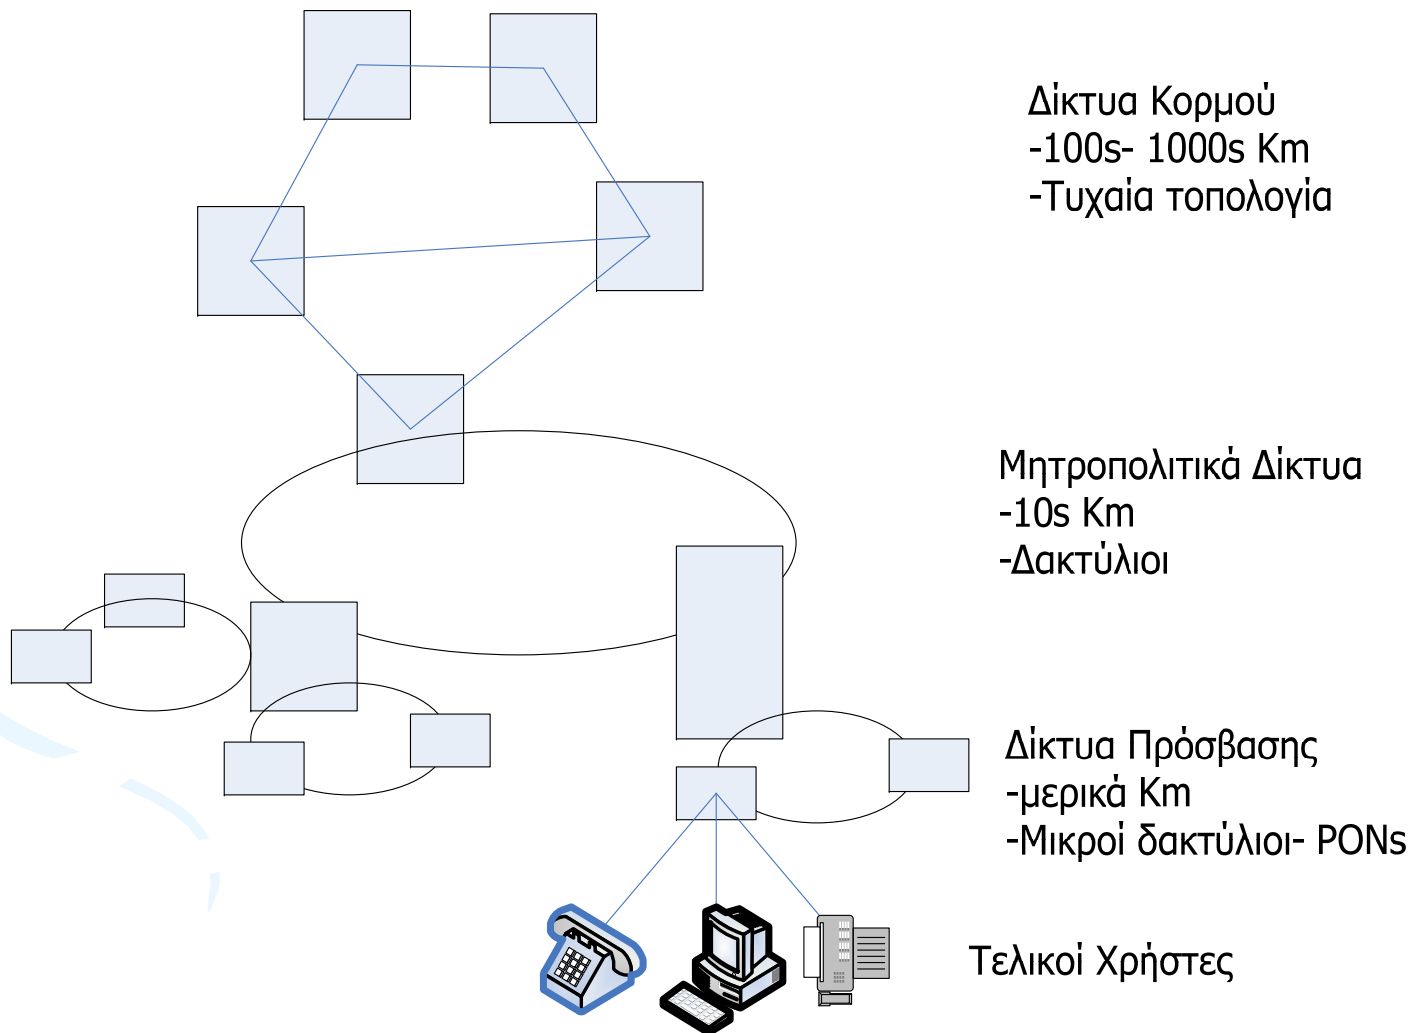 Δίκτυα Κορμού
-100s- 1000s Km
-Τυχαία τοπολογία
Μητροπολιτικά Δίκτυα
-10s Km
-Δακτύλιοι
Δίκτυα Πρόσβασης
-μερικά Km
-Μικροί δακτύλιοι- PONs
Τελικοί Χρήστες